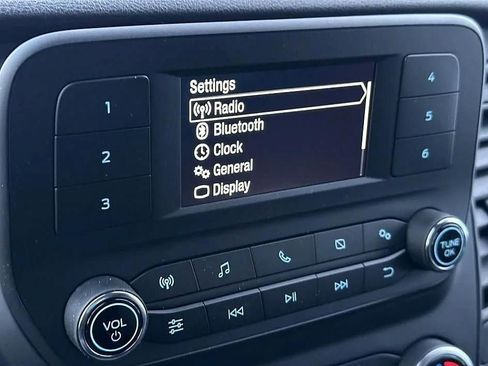 Settings
Radio
Bluetooth
Clock
General
Display
1
2
3
4
5
6
VOL
TUNE
OK